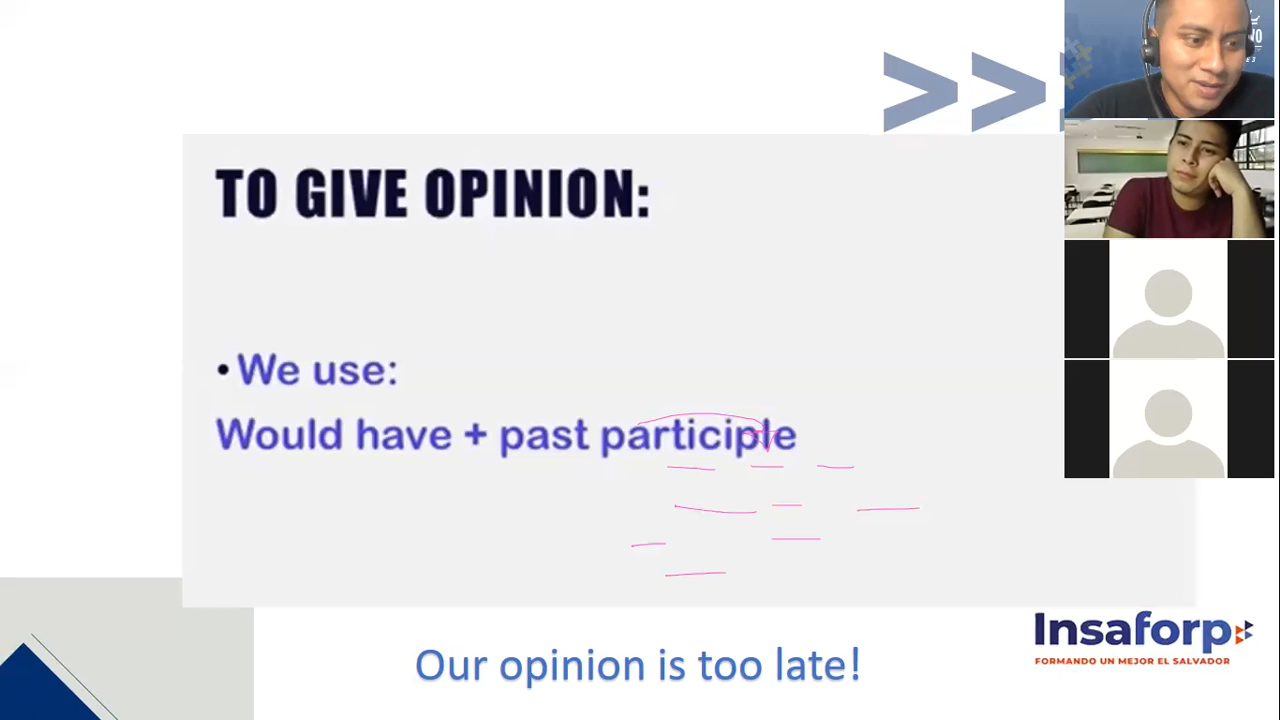 TO GIVE OPINION:
• We use:
Would have + past participle
Our opinion is too late!
Insaforp
FORMANDO UN MEJOR EL SALVADOR